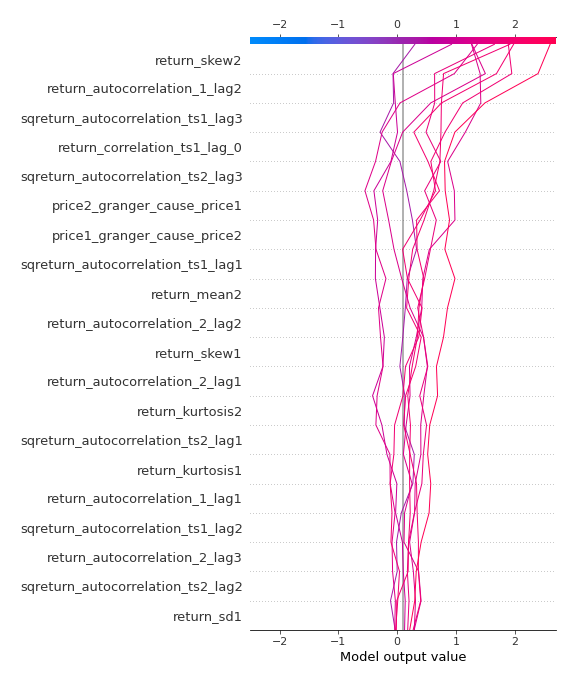 −2 −1 0 1 2
return_skew2
return_autocorrelation_1_lag2
sqreturn_autocorrelation_ts1_lag3
return_correlation_ts1_lag_0
sqreturn_autocorrelation_ts2_lag3
price2_granger_cause_price1
price1_granger_cause_price2
sqreturn_autocorrelation_ts1_lag1
return_mean2
return_autocorrelation_2_lag2
return_skew1
return_autocorrelation_2_lag1
return_kurtosis2
sqreturn_autocorrelation_ts2_lag1
return_kurtosis1
return_autocorrelation_1_lag1
sqreturn_autocorrelation_ts1_lag2
return_autocorrelation_2_lag3
sqreturn_autocorrelation_ts2_lag2
return_sd1
−2 −1 0 1 2
Model output value